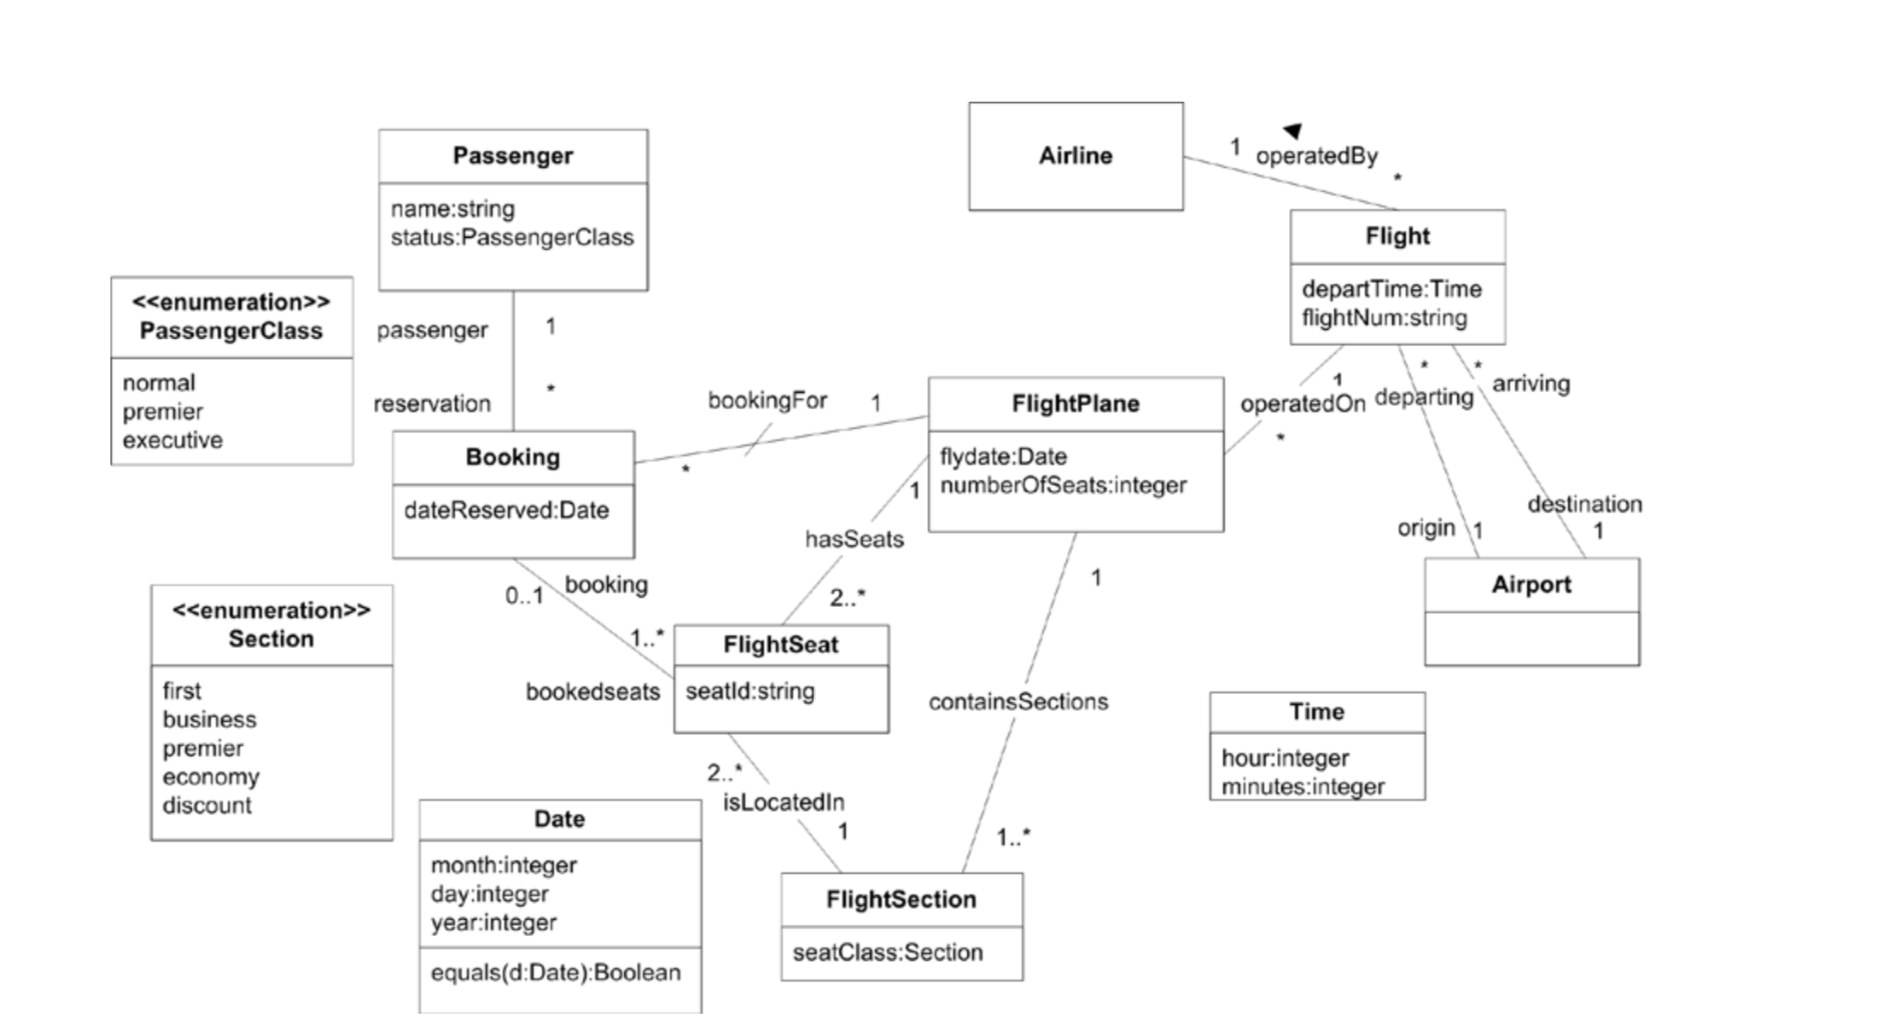 Passenger
name:string
status:PassengerClass
<<enumeration>>
PassengerClass
normal
premier
executive
passenger
1
*
reservation
Booking
dateReserved:Date
bookingFor
1
*
Airline
1
operatedBy
*
Flight
departTime:Time
flightNum:string
FlightPlane
flydate:Date
numberOfSeats:integer
1
operatedOn
*
*
departing
*
arriving
origin
1
destination
1
Airport
1
hasSeats
2..*
0..1
booking
1..*
bookedseats
FlightSeat
seatId:string
<<enumeration>>
Section
first
business
premier
economy
discount
1
containsSections
1..*
2..*
isLocatedIn
1
FlightSection
seatClass:Section
Time
hour:integer
minutes:integer
Date
month:integer
day:integer
year:integer
equals(d:Date):Boolean